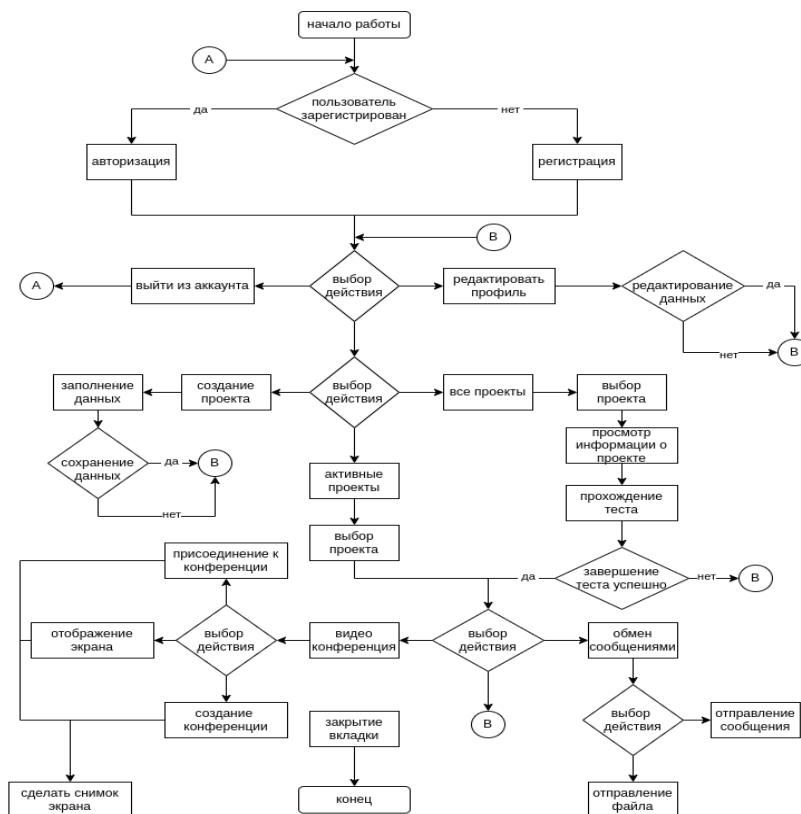 начало работы
A
пользователь
зарегистрирован
да
нет
авторизация
регистрация
B
A
выйти из аккаунта
выбор
действия
редактировать
профиль
редактирование
данных
да
нет
B
заполнение
данных
создание
проекта
выбор
действия
все проекты
выбор
проекта
просмотр
информации о
проекте
сохранение
данных
да
B
нет
активные
проекты
прохождение
теста
выбор
проекта
присоединение к
конференции
да
завершение
теста успешно
нет
B
отображение
экрана
выбор
действия
видео
конференция
выбор
действия
обмен
сообщениями
создание
конференции
закрытие
вкладки
B
выбор
действия
отправление
сообщения
сделать снимок
экрана
конец
отправление
файла